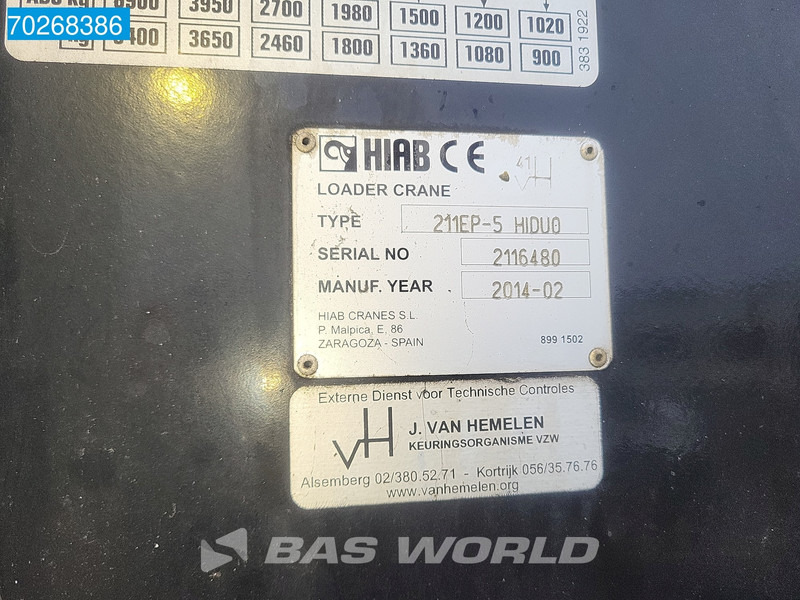 70268386
3950 2700 1980 1500 1200 1020
3650 2460 1800 1360 1080 900
383 1922
HIAB CE
41 VH
LOADER CRANE
TYPE 211EP-5 HIDUO
SERIAL NO 2116480
MANUF. YEAR 2014-02
HIAB CRANES S.L.
P. Malpica, E, 86
ZARAGOZA - SPAIN 899 1502
Externe Dienst voor Technische Controles
VH J. VAN HEMELEN
KEURINGSORGANISME VZW
Alsemberg 02/380.52.71 - Kortrijk 056/35.76.76
www.vanhemelen.org
BAS WORLD